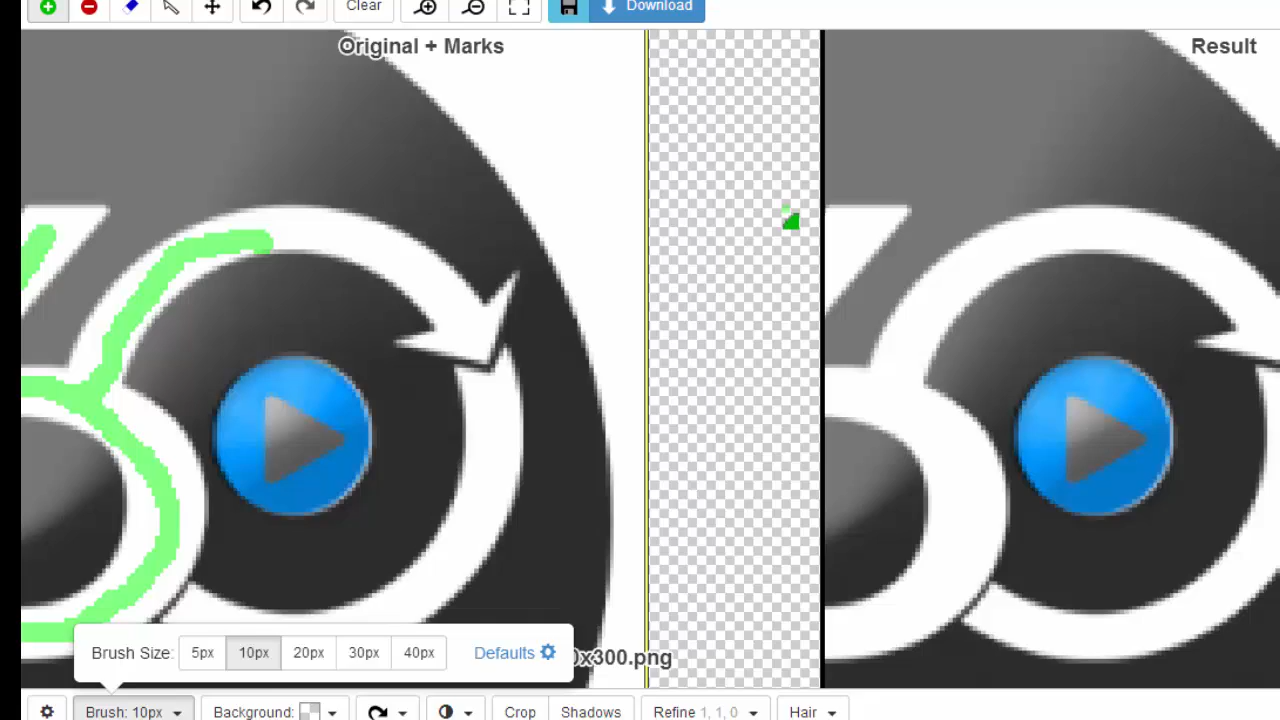 Clear
Download
Original + Marks
Result
Brush Size: 5px 10px 20px 30px 40px Defaults
0x300.png
Brush: 10px Background: Crop Shadows Refine 1, 1, 0 Hair